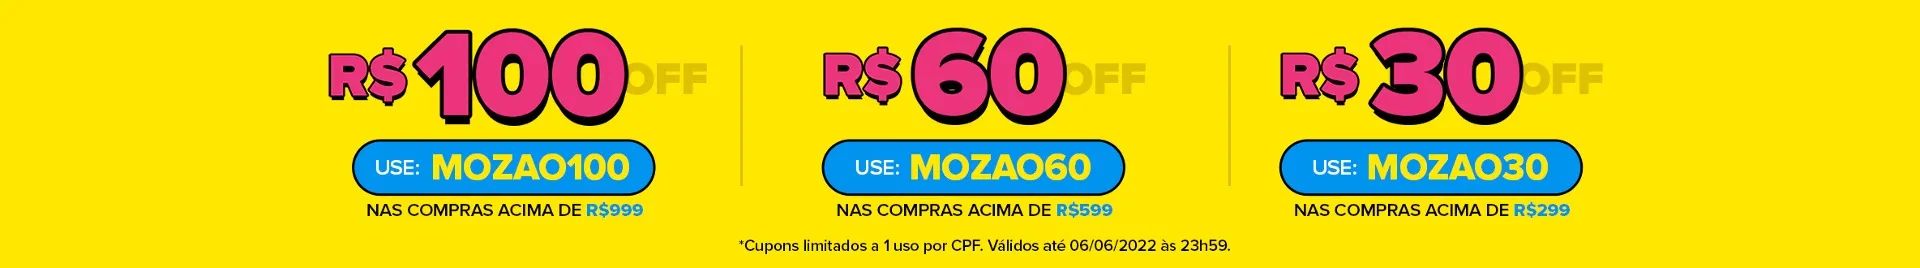 R$100 OFF
USE: MOZAO100
NAS COMPRAS ACIMA DE R$999
R$60 OFF
USE: MOZAO60
NAS COMPRAS ACIMA DE R$599
R$30 OFF
USE: MOZAO30
NAS COMPRAS ACIMA DE R$299
*Cupons limitados a 1 uso por CPF. Válidos até 06/06/2022 às 23h59.